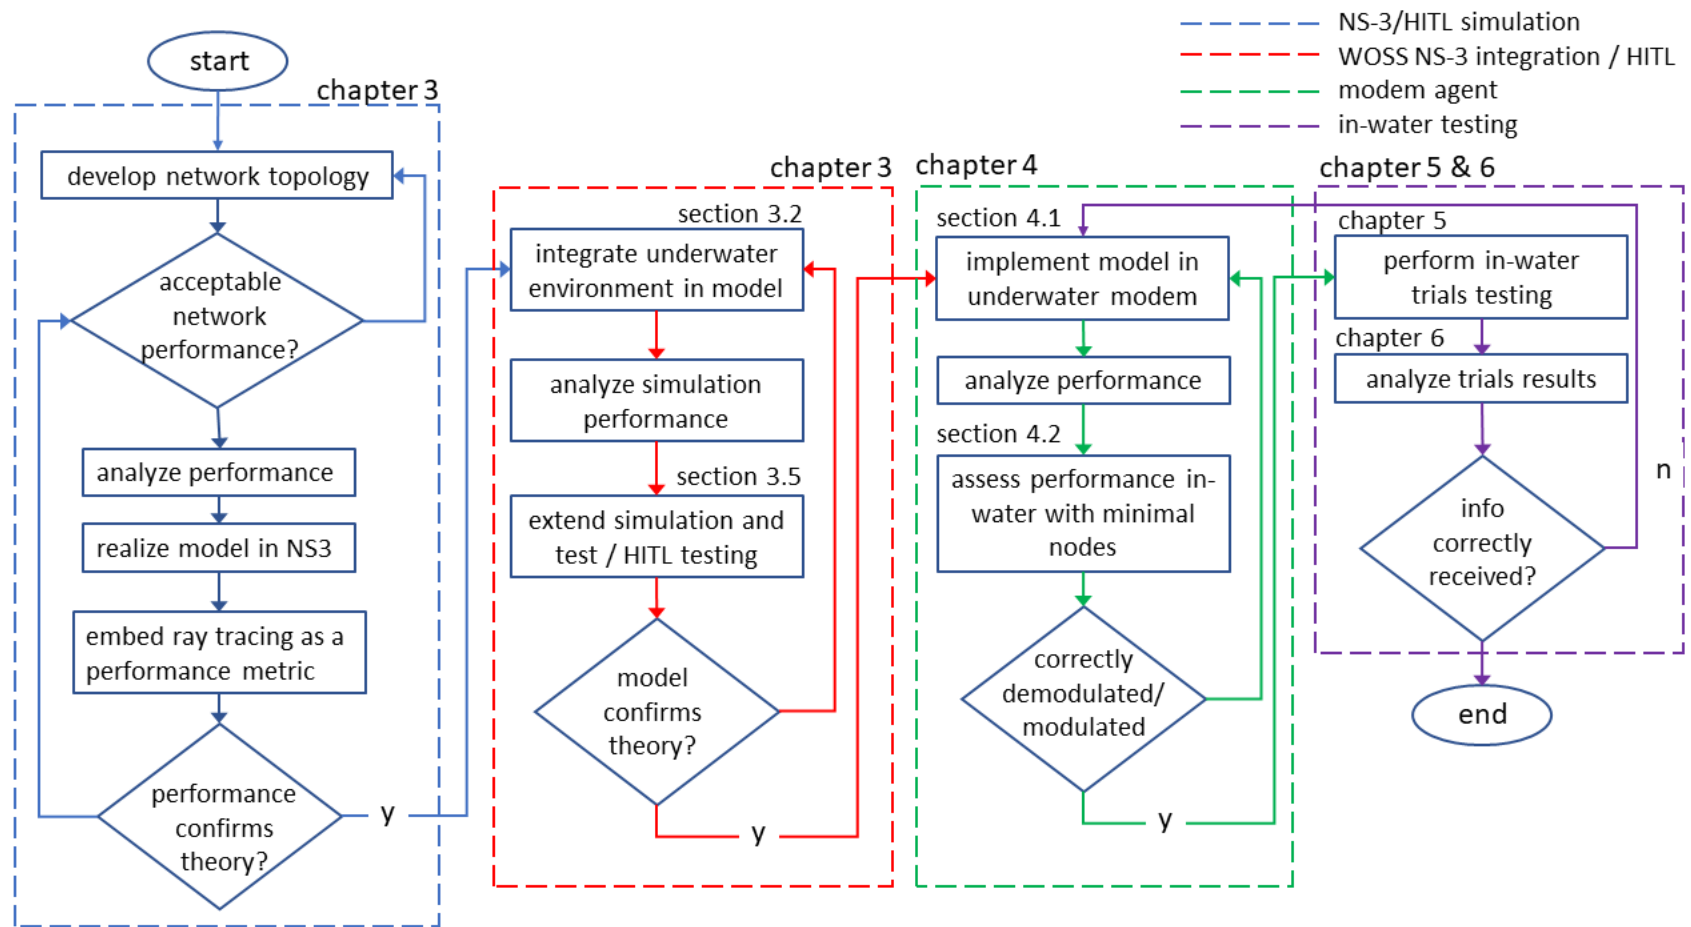 NS-3/HITL simulation
WOSS NS-3 integration / HITL
modem agent
in-water testing
start
chapter 3
develop network topology
acceptable
network
performance?
analyze performance
realize model in NS3
embed ray tracing as a
performance metric
performance
confirms
theory?
y
chapter 3
section 3.2
integrate underwater
environment in model
analyze simulation
performance
section 3.5
extend simulation and
test / HITL testing
model
confirms
theory?
y
chapter 4
section 4.1
implement model in
underwater modem
analyze performance
section 4.2
assess performance in-
water with minimal
nodes
correctly
demodulated/
modulated
y
chapter 5 & 6
chapter 5
perform in-water
trials testing
chapter 6
analyze trials results
info
correctly
received?
n
end